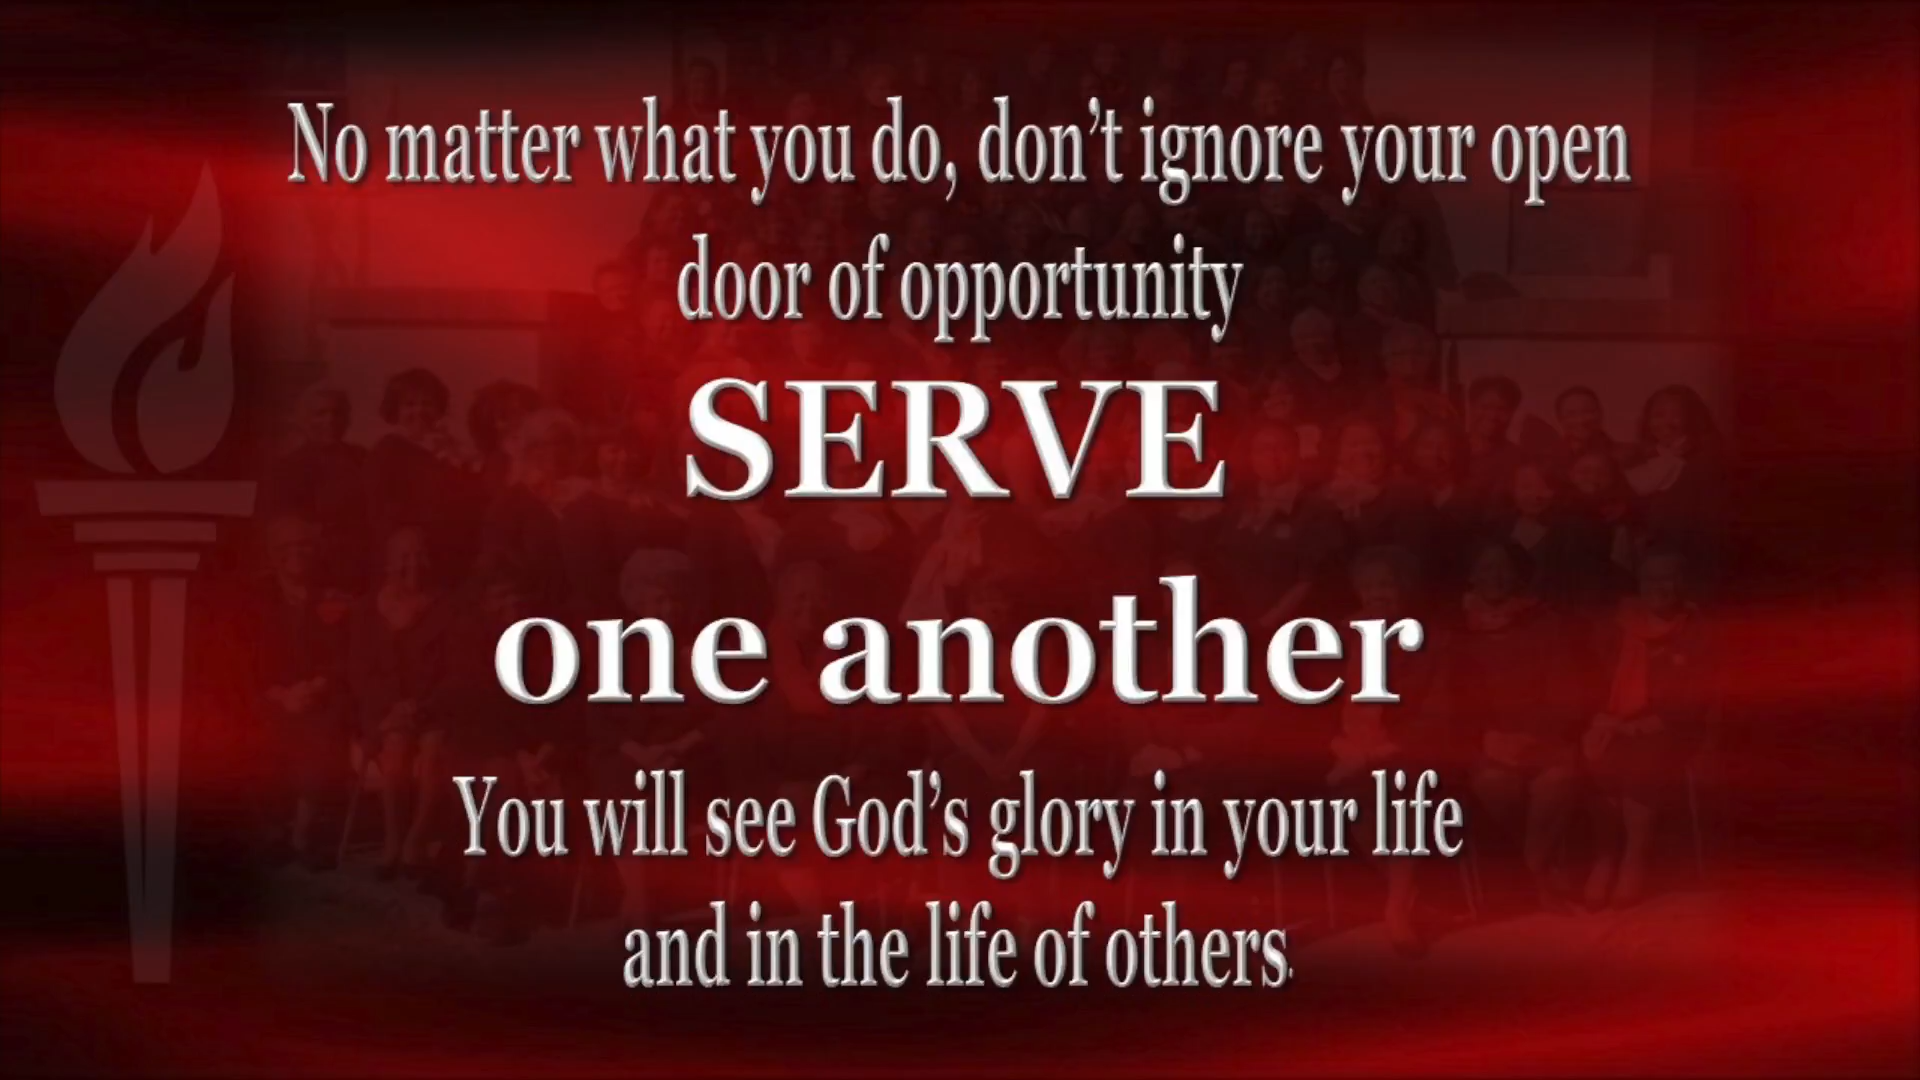 No matter what you do, don’t ignore your open
door of opportunity
SERVE
one another
You will see God’s glory in your life
and in the life of others.